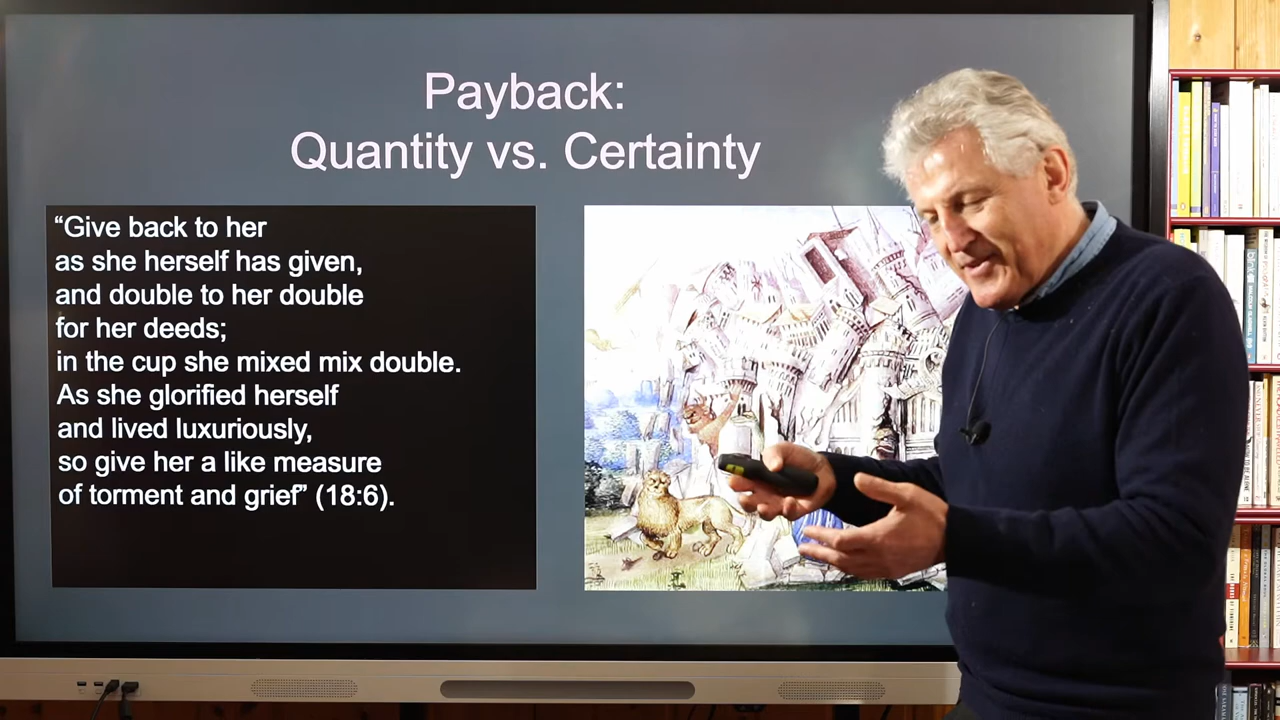 Payback:
Quantity vs. Certainty
“Give back to her
as she herself has given,
and double to her double
for her deeds;
in the cup she mixed mix double.
As she glorified herself
and lived luxuriously,
so give her a like measure
of torment and grief” (18:6).